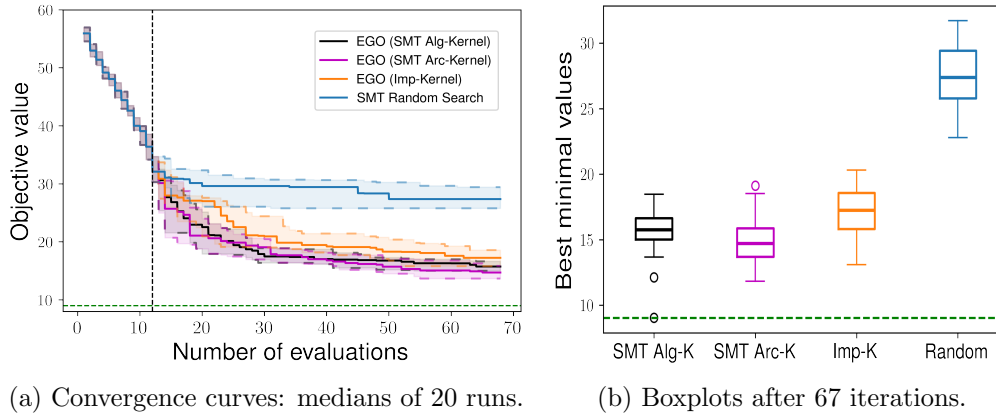 60
50
40
30
20
10
Objective value
EGO (SMT Alg-Kernel)
EGO (SMT Arc-Kernel)
EGO (Imp-Kernel)
SMT Random Search
0 10 20 30 40 50 60 70
Number of evaluations
30
25
20
15
10
Best minimal values
SMT Alg-K SMT Arc-K Imp-K Random
(a) Convergence curves: medians of 20 runs.
(b) Boxplots after 67 iterations.